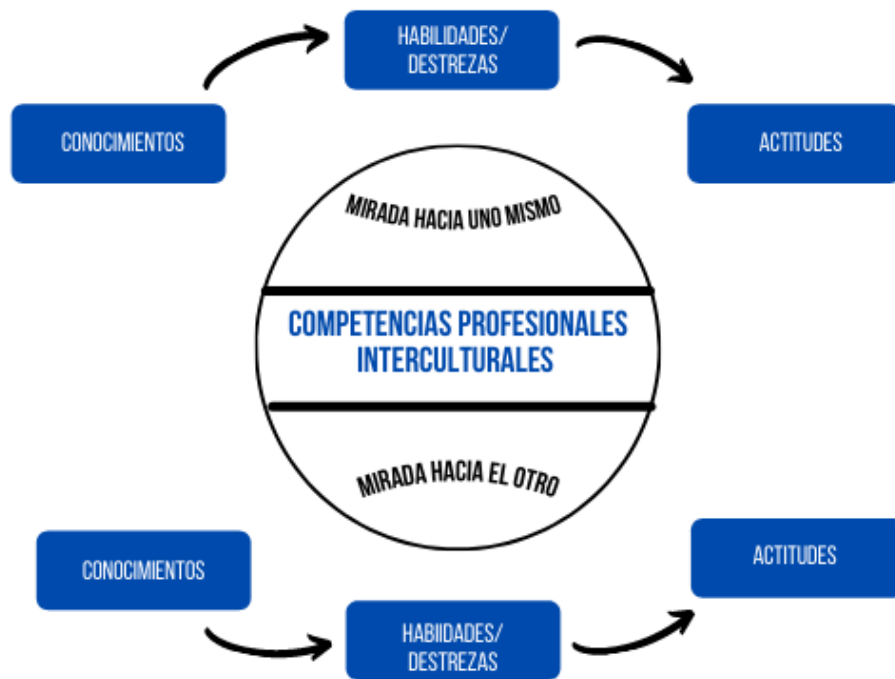 HABILIDADES/
DESTREZAS
CONOCIMIENTOS
ACTITUDES
MIRADA HACIA UNO MISMO
COMPETENCIAS PROFESIONALES
INTERCULTURALES
MIRADA HACIA EL OTRO
CONOCIMIENTOS
ACTITUDES
HABIIDADES/
DESTREZAS